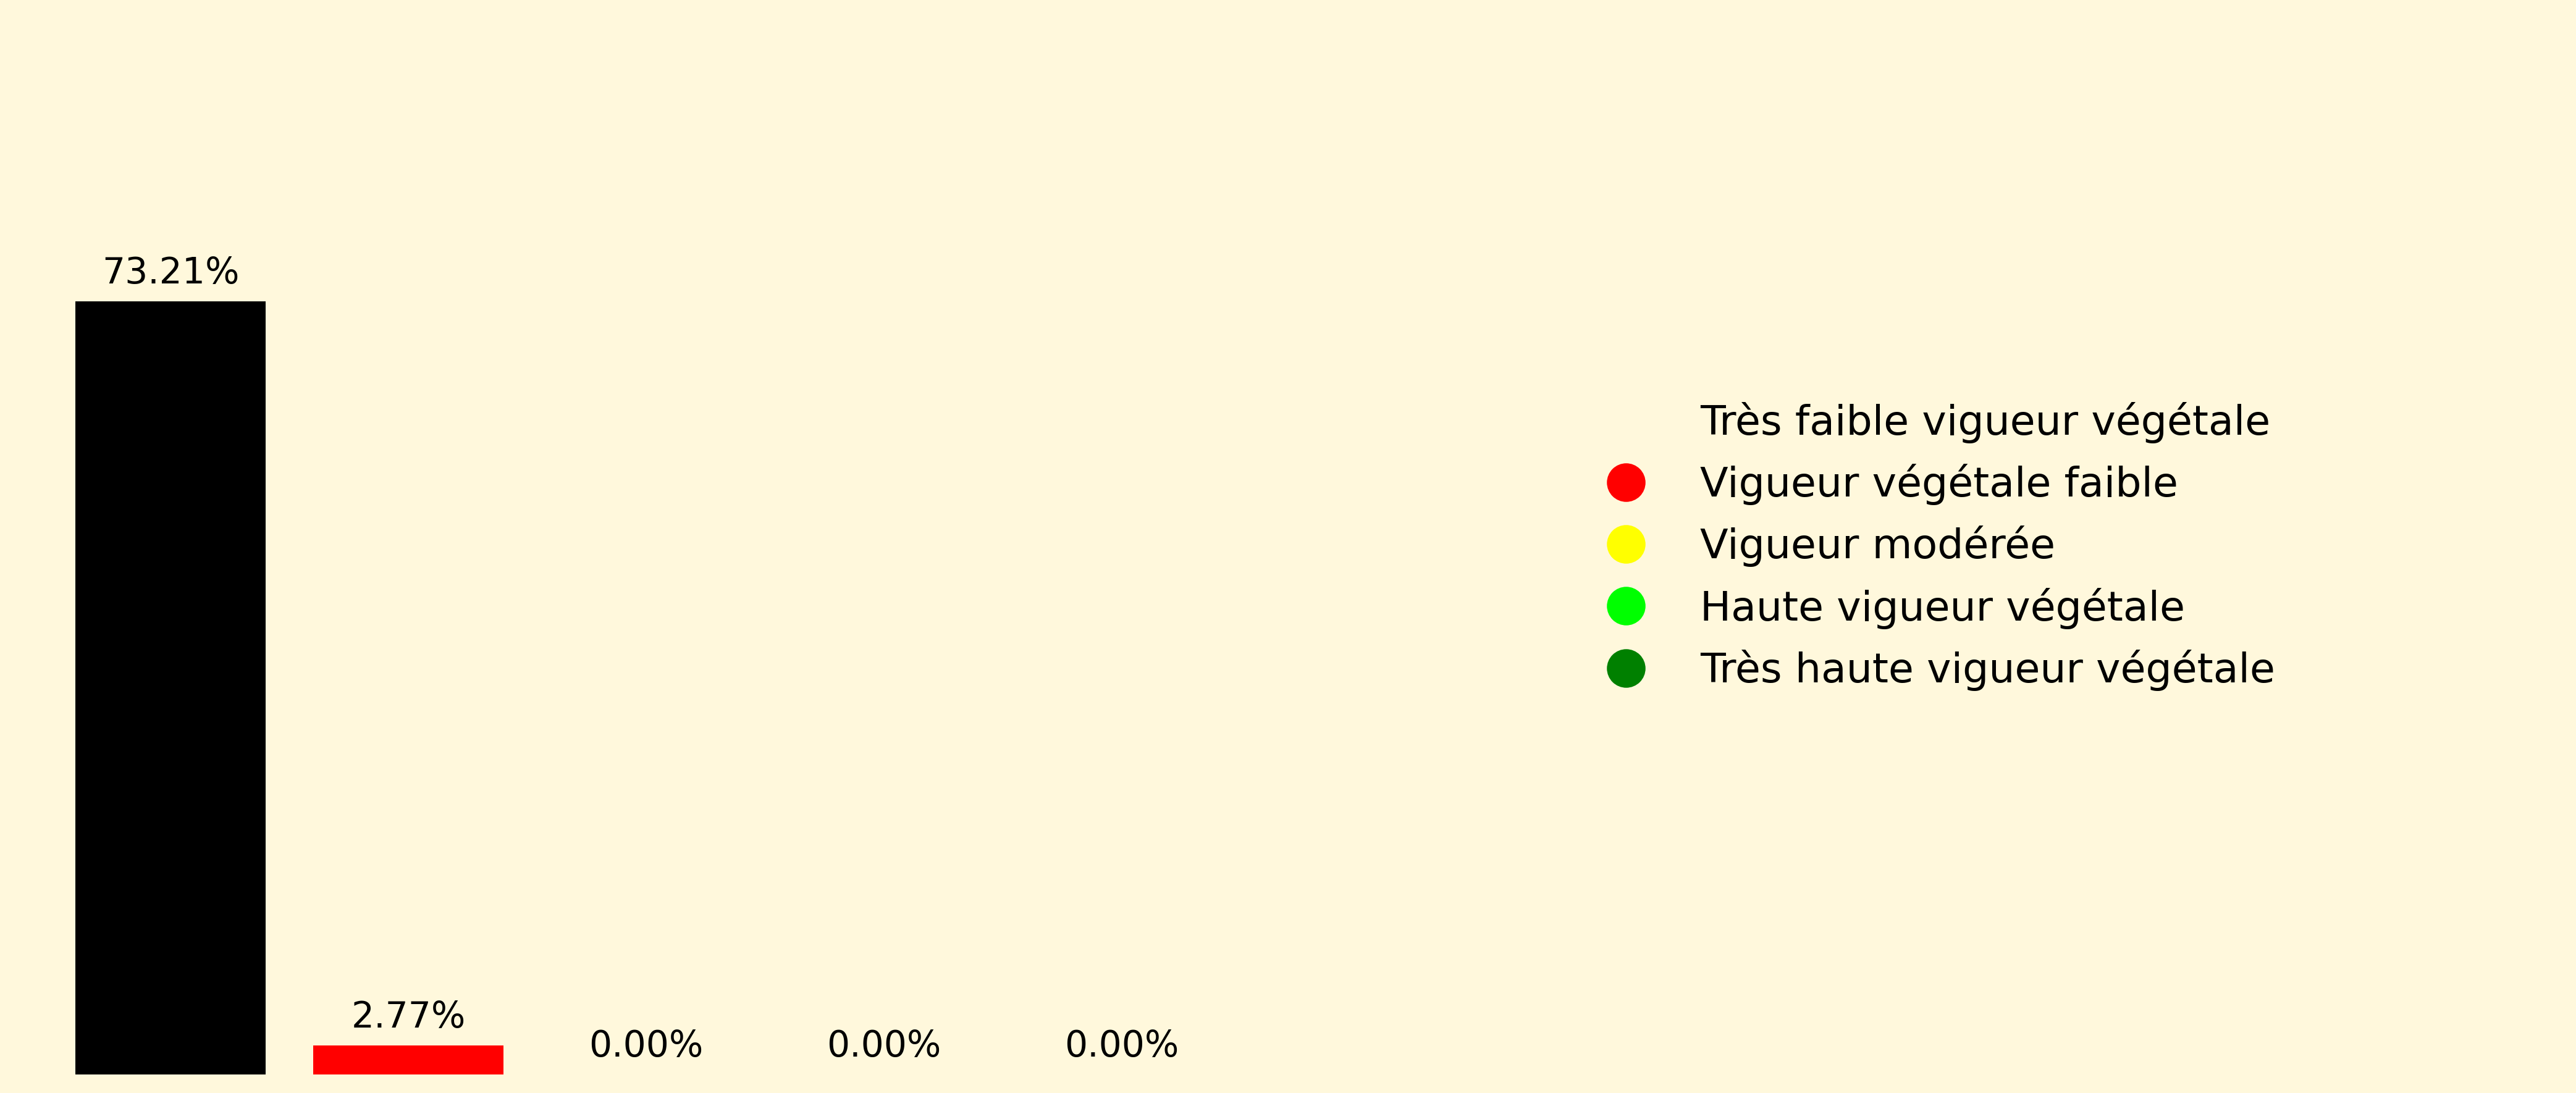 73.21%
2.77%
0.00%
0.00%
0.00%
Très faible vigueur végétale
Vigueur végétale faible
Vigueur modérée
Haute vigueur végétale
Très haute vigueur végétale